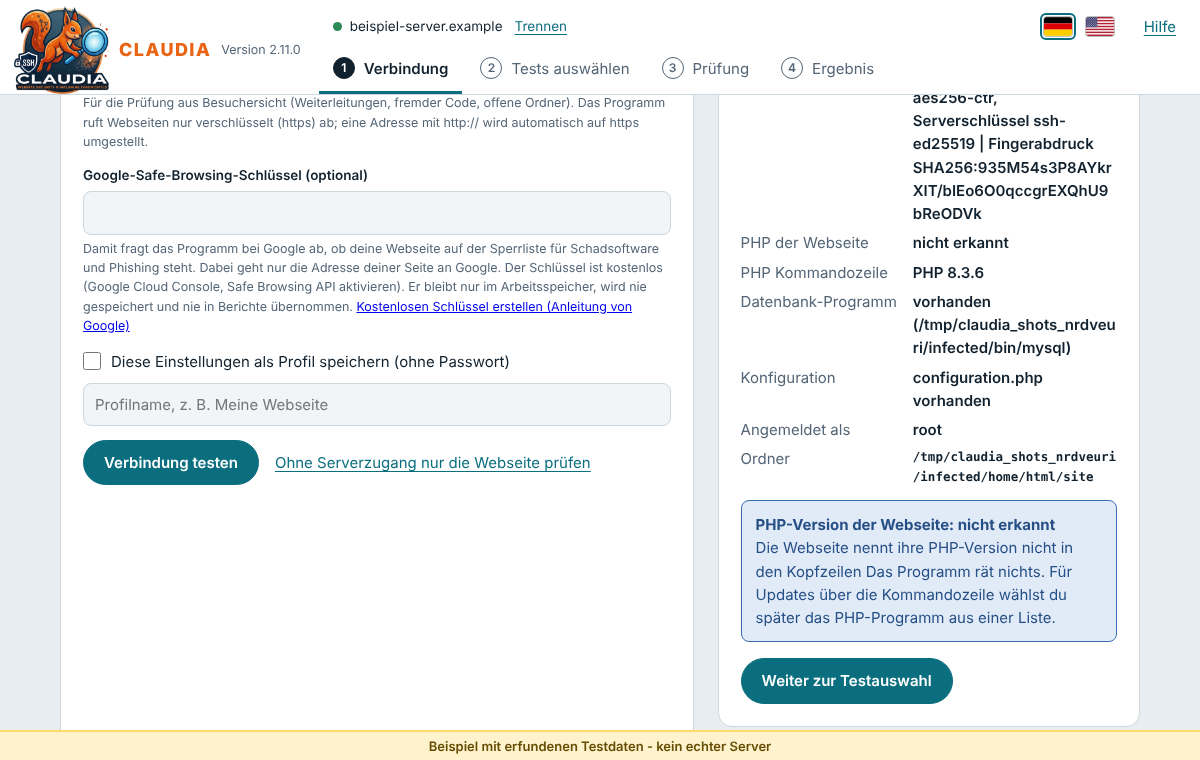 SSH
CLAUDIA
CLAUDIA
Version 2.11.0
beispiel-server.example
Trennen
Hilfe
1 Verbindung
2 Tests auswählen
3 Prüfung
4 Ergebnis
Für die Prüfung aus Besuchersicht (Weiterleitungen, fremder Code, offene Ordner). Das Programm
ruft Webseiten nur verschlüsselt (https) ab; eine Adresse mit http:// wird automatisch auf https
umgestellt.
Google-Safe-Browsing-Schlüssel (optional)
Damit fragt das Programm bei Google ab, ob deine Webseite auf der Sperrliste für Schadsoftware
und Phishing steht. Dabei geht nur die Adresse deiner Seite an Google. Der Schlüssel ist kostenlos
(Google Cloud Console, Safe Browsing API aktivieren). Er bleibt nur im Arbeitsspeicher, wird nie
gespeichert und nie in Berichte übernommen. Kostenlosen Schlüssel erstellen (Anleitung von
Google)
Diese Einstellungen als Profil speichern (ohne Passwort)
Profilname, z. B. Meine Webseite
Verbindung testen
Ohne Serverzugang nur die Webseite prüfen
aes256-ctr,
Serverschlüssel ssh-
ed25519 | Fingerabdruck
SHA256:935M54s3P8AYkr
XIT/bIEo6O0qccgrEXQhU9
bReODVk
PHP der Webseite nicht erkannt
PHP Kommandozeile PHP 8.3.6
Datenbank-Programm vorhanden
(/tmp/claudia_shots_nrdveu
ri/infected/bin/mysql)
Konfiguration configuration.php
vorhanden
Angemeldet als root
Ordner /tmp/claudia_shots_nrdveuri
/infected/home/html/site
PHP-Version der Webseite: nicht erkannt
Die Webseite nennt ihre PHP-Version nicht in
den Kopfzeilen Das Programm rät nichts. Für
Updates über die Kommandozeile wählst du
später das PHP-Programm aus einer Liste.
Weiter zur Testauswahl
Beispiel mit erfundenen Testdaten - kein echter Server